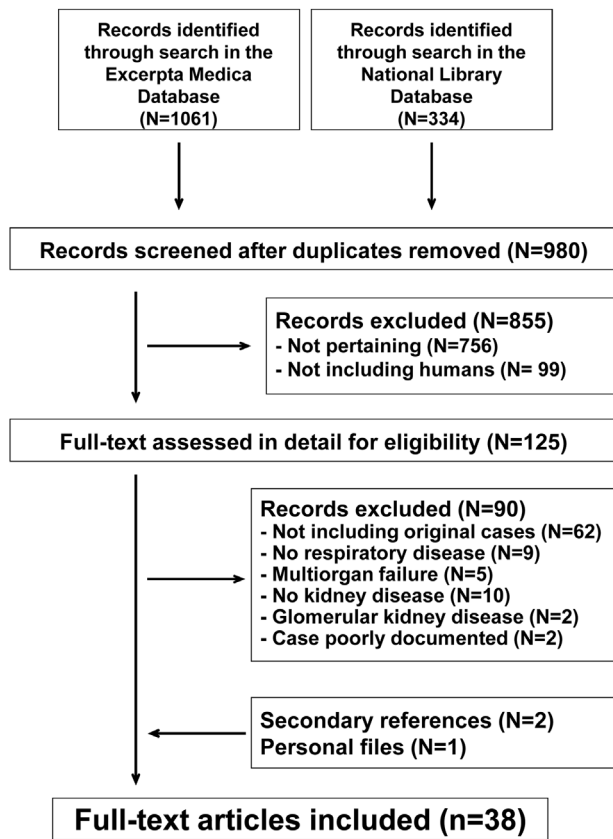 Records identified
through search in the
Excerpta Medica
Database
(N=1061)
Records identified
through search in the
National Library
Database
(N=334)
Records screened after duplicates removed (N=980)
Records excluded (N=855)
- Not pertaining (N=756)
- Not including humans (N= 99)
Full-text assessed in detail for eligibility (N=125)
Records excluded (N=90)
- Not including original cases (N=62)
- No respiratory disease (N=9)
- Multiorgan failure (N=5)
- No kidney disease (N=10)
- Glomerular kidney disease (N=2)
- Case poorly documented (N=2)
Secondary references (N=2)
Personal files (N=1)
Full-text articles included (n=38)